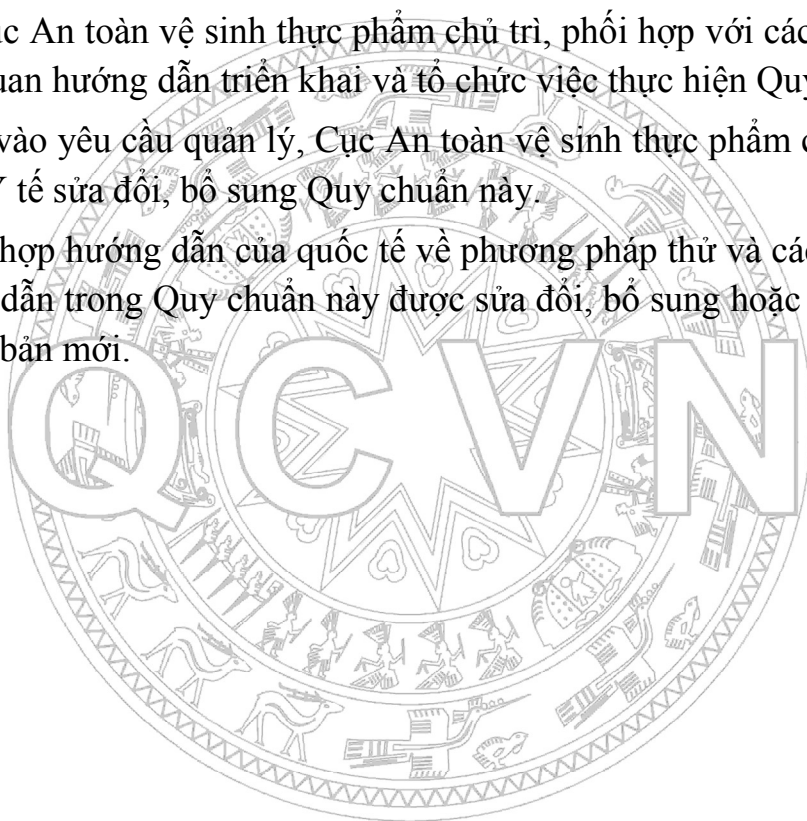 ục An toàn vệ sinh thực phẩm chủ trì, phối hợp với các
uan hướng dẫn triển khai và tổ chức việc thực hiện Quy
vào yêu cầu quản lý, Cục An toàn vệ sinh thực phẩm c
Y tế sửa đổi, bổ sung Quy chuẩn này.
hợp hướng dẫn của quốc tế về phương pháp thử và các
dẫn trong Quy chuẩn này được sửa đổi, bổ sung hoặc
bản mới.
QCVN